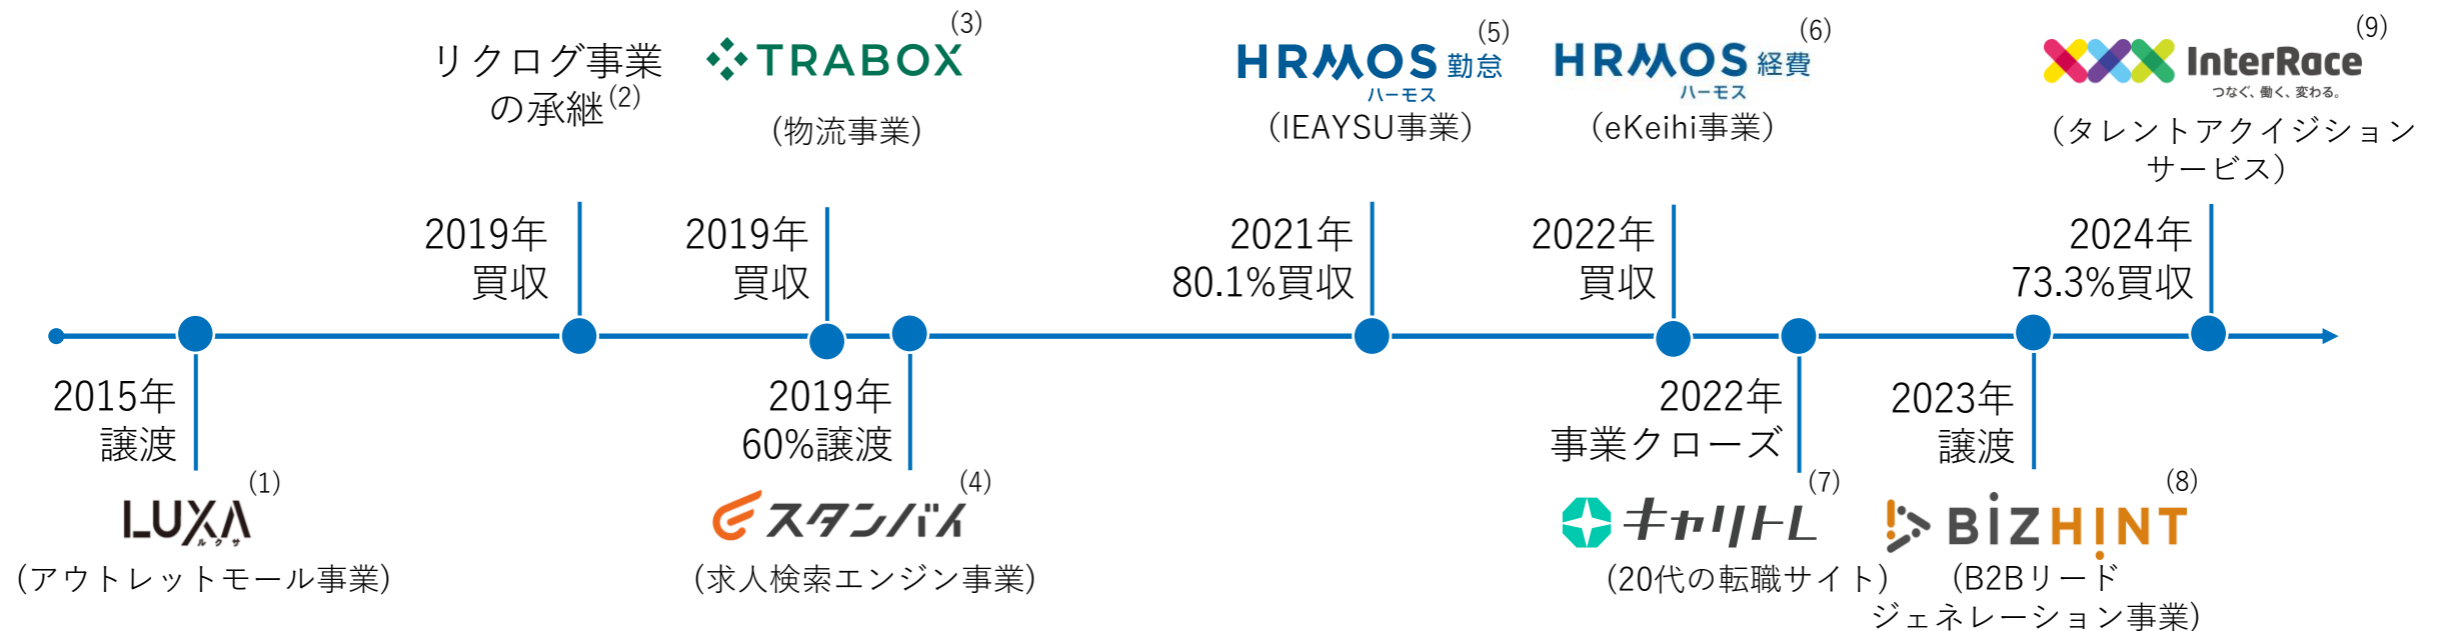 リクログ事業
の承継(2)
TRABOX (3)
(物流事業)
HRMOS 勤怠 (5)
ハーモス
(IEAYSU事業)
HRMOS 経費 (6)
ハーモス
(eKeihi事業)
InterRace (9)
つなぐ、働く、変わる。
(タレントアクイジション
サービス)
2019年
買収
2019年
買収
2021年
80.1%買収
2022年
買収
2024年
73.3%買収
2015年
譲渡
2019年
60%譲渡
2022年
事業クローズ
2023年
譲渡
LUXA (1)
ルクサ
(アウトレットモール事業)
スタンバイ (4)
(求人検索エンジン事業)
キャリトレ (7)
(20代の転職サイト)
BIZHINT (8)
(B2Bリード
ジェネレーション事業)